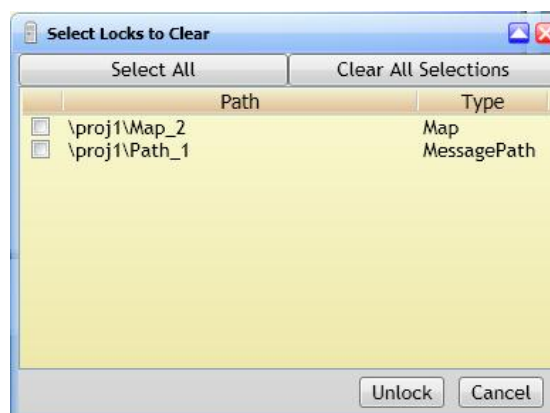 Select Locks to Clear
Select All Clear All Selections
Path Type
\proj1\Map_2 Map
\proj1\Path_1 MessagePath
Unlock Cancel